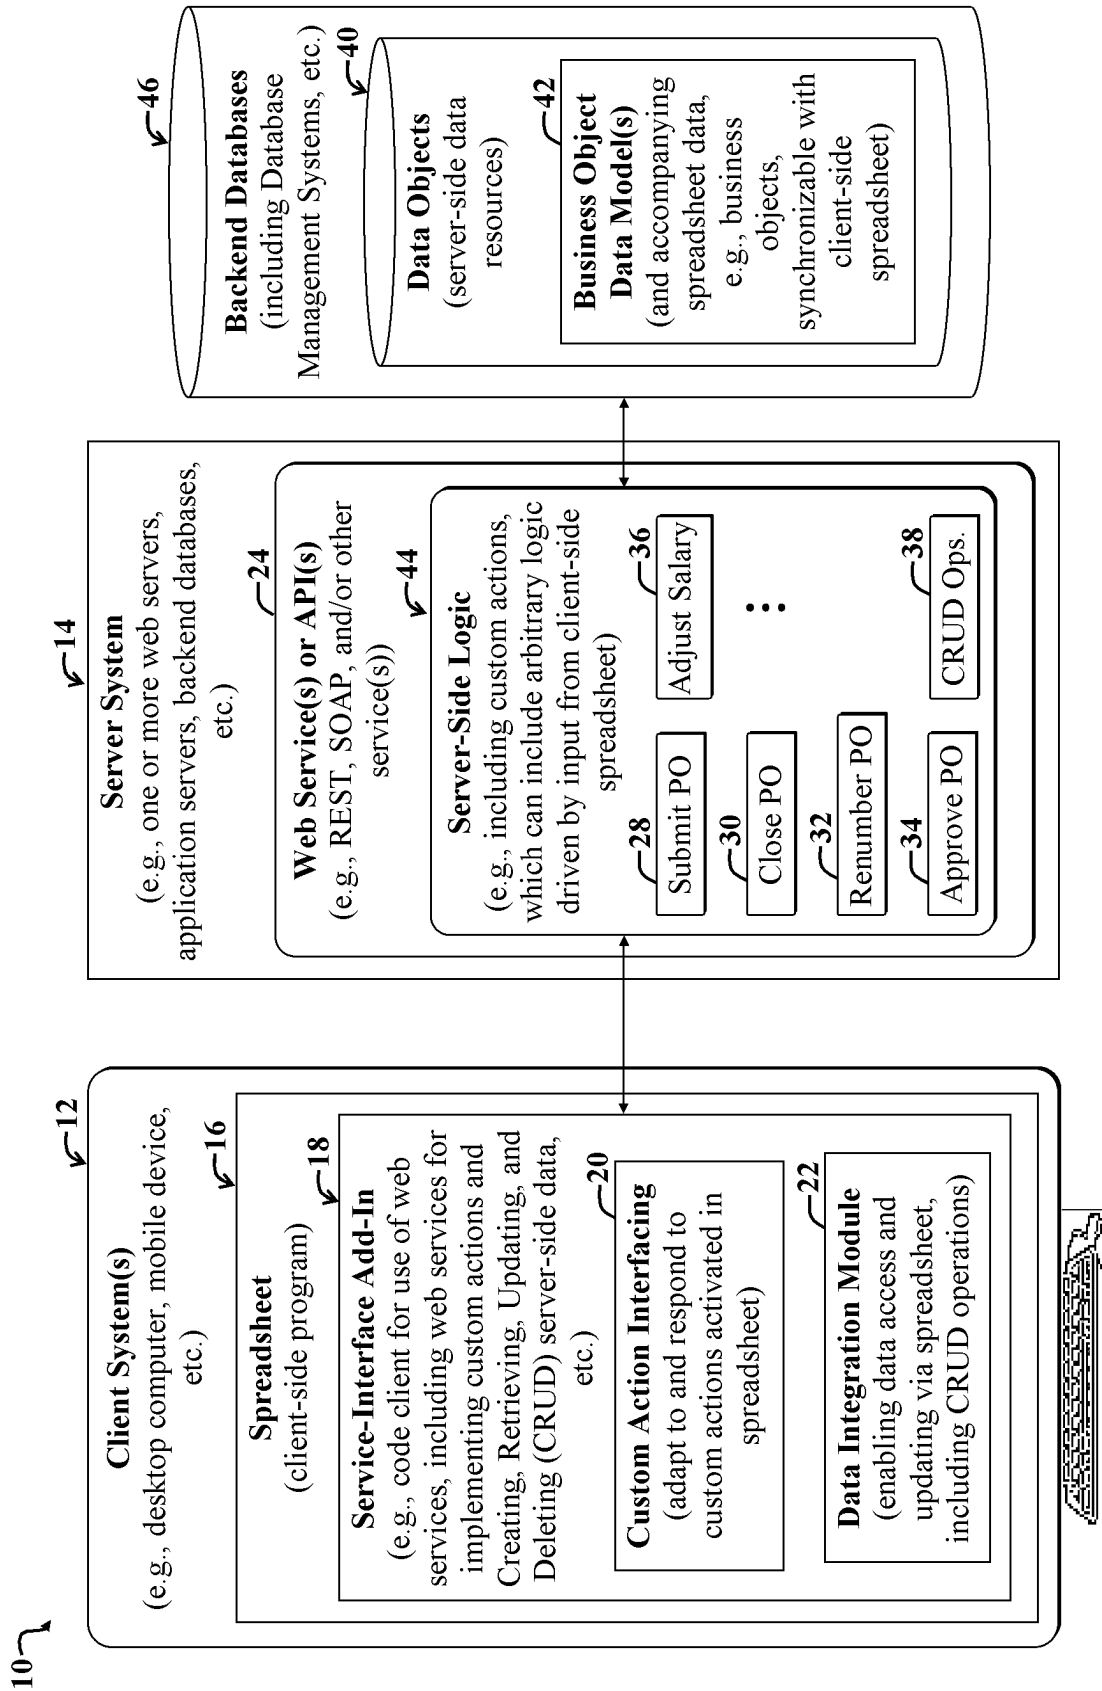 10
12
Client System(s)
(e.g., desktop computer, mobile device,
etc.)
16
Spreadsheet
(client-side program)
18
Service-Interface Add-In
(e.g., code client for use of web
services, including web services for
implementing custom actions and
Creating, Retrieving, Updating, and
Deleting (CRUD) server-side data,
etc.)
20
Custom Action Interfacing
(adapt to and respond to
custom actions activated in
spreadsheet)
22
Data Integration Module
(enabling data access and
updating via spreadsheet,
including CRUD operations)
14
Server System
(e.g., one or more web servers,
application servers, backend databases,
etc.)
24
Web Service(s) or API(s)
(e.g., REST, SOAP, and/or other
service(s))
44
Server-Side Logic
(e.g., including custom actions,
which can include arbitrary logic
driven by input from client-side
spreadsheet)
28
Submit PO
30
Close PO
32
Renumber PO
34
Approve PO
36
Adjust Salary
...
38
CRUD Ops.
46
Backend Databases
(including Database
Management Systems, etc.)
40
Data Objects
(server-side data
resources)
42
Business Object
Data Model(s)
(and accompanying
spreadsheet data,
e.g., business
objects,
synchronizable with
client-side
spreadsheet)